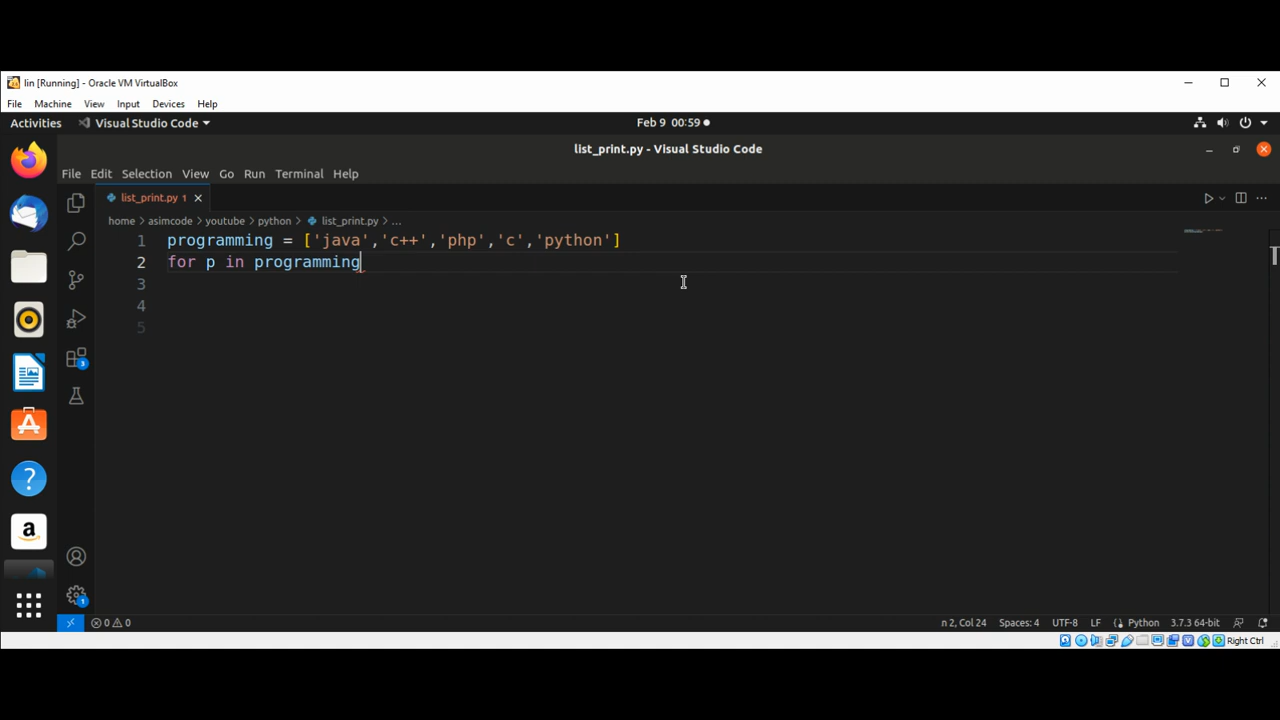 lin [Running] - Oracle VM VirtualBox
File Machine View Input Devices Help
Activities Visual Studio Code Feb 9 00:59
list_print.py - Visual Studio Code
File Edit Selection View Go Run Terminal Help
list_print.py 1
home > asimcode > youtube > python > list_print.py > ...
1 programming = ['java','c++','php','c','python']
2 for p in programming
3
4
5
3
a
1
0 0 n 2, Col 24 Spaces: 4 UTF-8 LF Python 3.7.3 64-bit
Right Ctrl